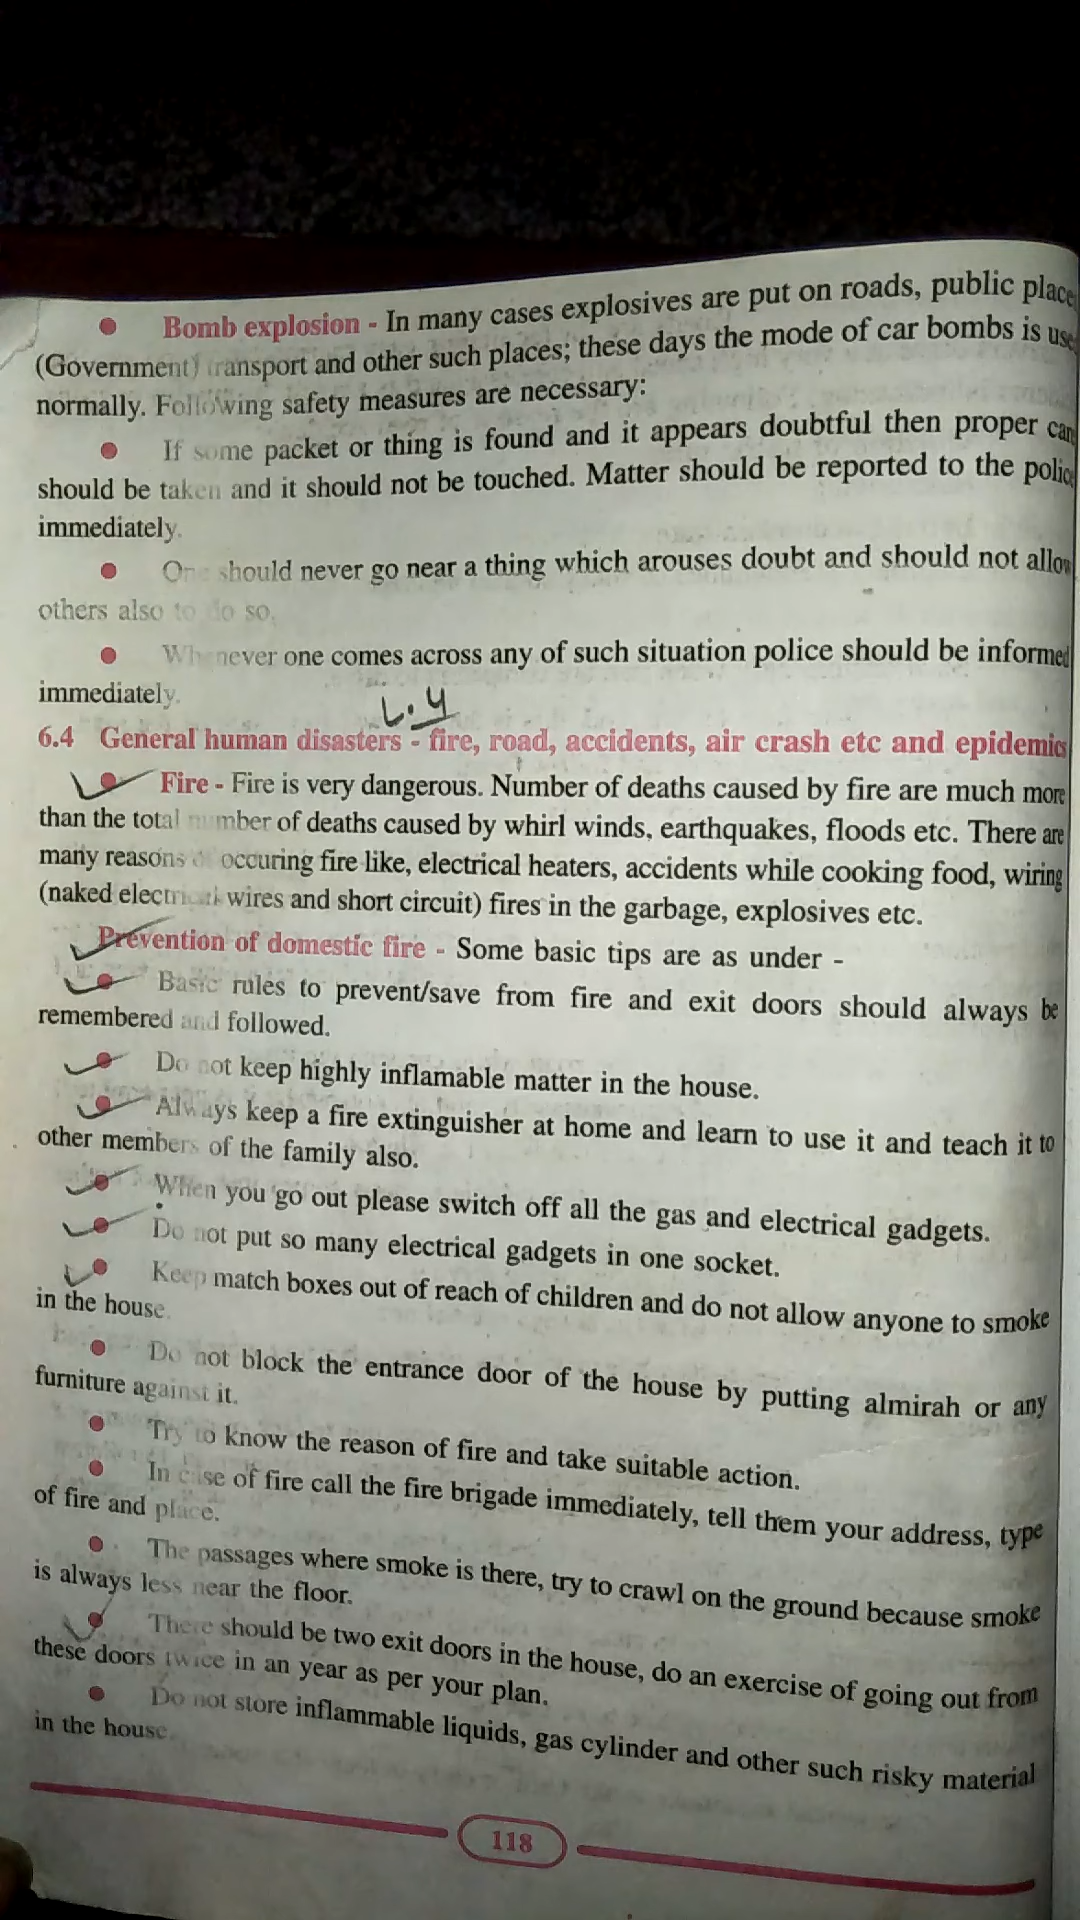 • Bomb explosion - In many cases explosives are put on roads, public place
(Government) transport and other such places; these days the mode of car bombs is use
normally. Following safety measures are necessary:
• If some packet or thing is found and it appears doubtful then proper car
should be taken and it should not be touched. Matter should be reported to the polic
immediately.
• One should never go near a thing which arouses doubt and should not allow
others also to do so.
• Whenever one comes across any of such situation police should be informed
immediately.
L.4
6.4 General human disasters - fire, road, accidents, air crash etc and epidemics
• Fire - Fire is very dangerous. Number of deaths caused by fire are much more
than the total number of deaths caused by whirl winds, earthquakes, floods etc. There are
many reasons occuring fire like, electrical heaters, accidents while cooking food, wiring
(naked electrical wires and short circuit) fires in the garbage, explosives etc.
Prevention of domestic fire - Some basic tips are as under -
• Basic rules to prevent/save from fire and exit doors should always be
remembered and followed.
• Do not keep highly inflamable matter in the house.
• Always keep a fire extinguisher at home and learn to use it and teach it to
other members of the family also.
• When you go out please switch off all the gas and electrical gadgets.
• Do not put so many electrical gadgets in one socket.
• Keep match boxes out of reach of children and do not allow anyone to smoke
in the house.
• Do not block the entrance door of the house by putting almirah or any
furniture against it.
• Try to know the reason of fire and take suitable action.
• In case of fire call the fire brigade immediately, tell them your address, type
of fire and place.
• The passages where smoke is there, try to crawl on the ground because smoke
is always less near the floor.
• There should be two exit doors in the house, do an exercise of going out from
these doors twice in an year as per your plan.
• Do not store inflammable liquids, gas cylinder and other such risky material
in the house.
118